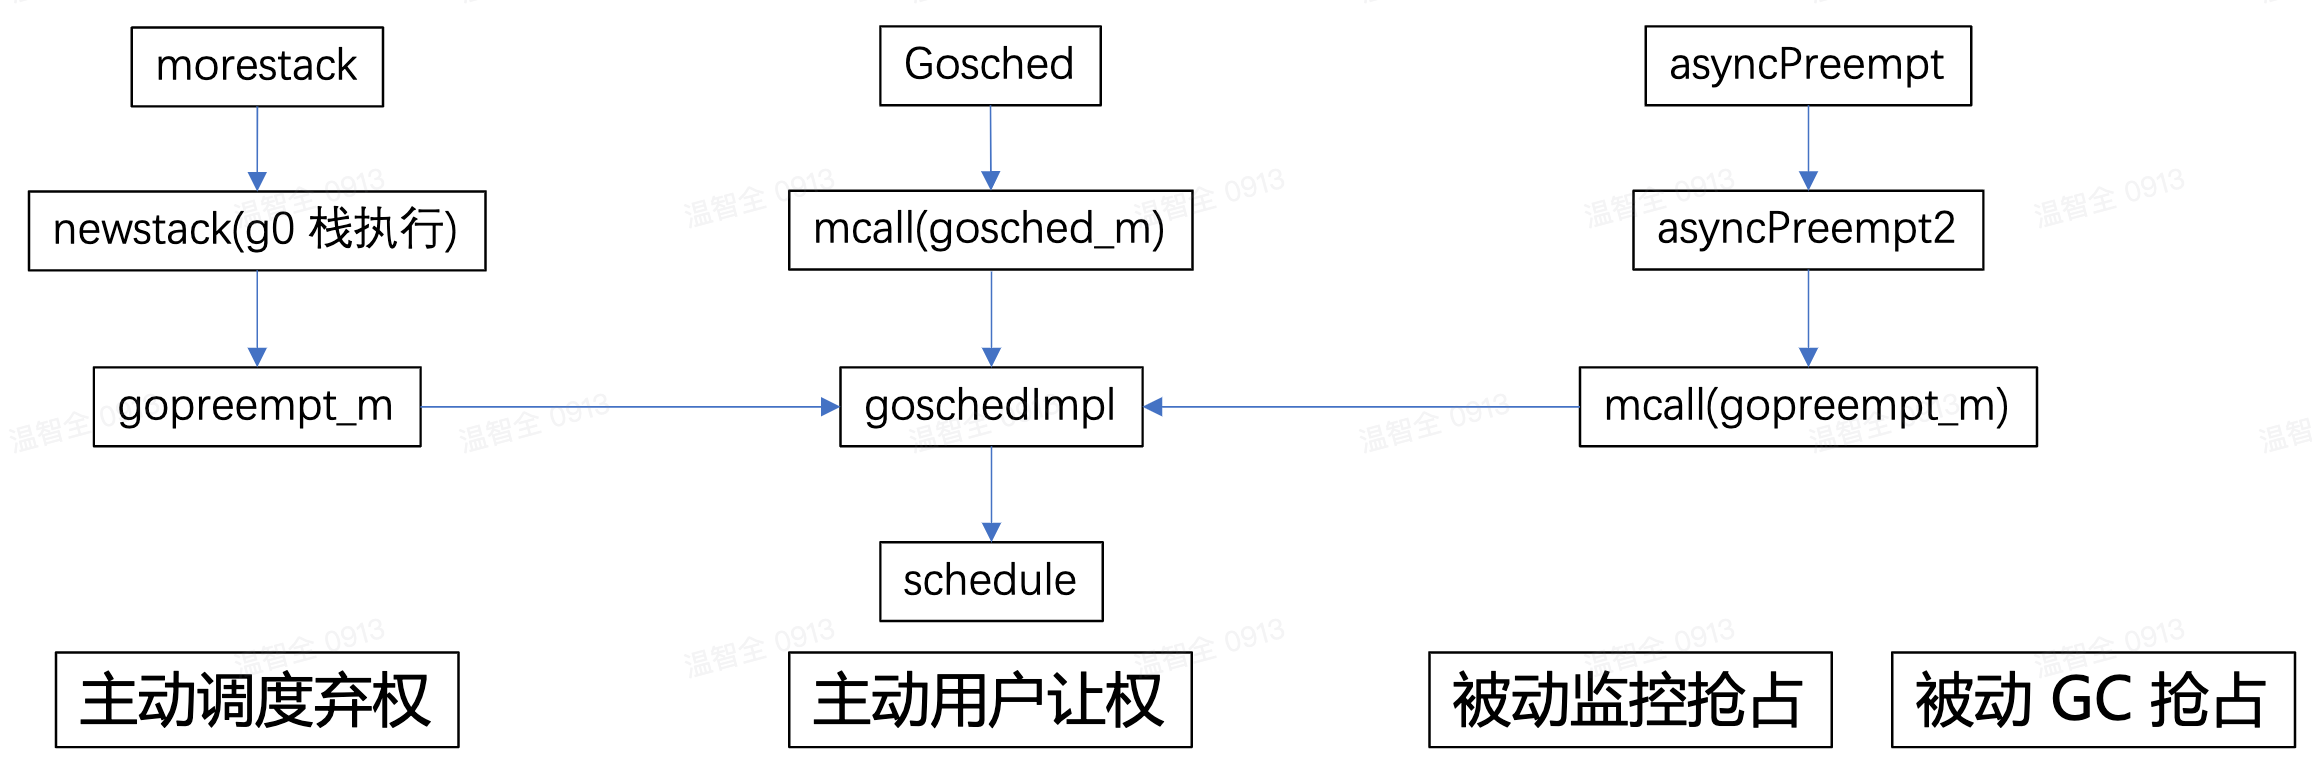 morestack
Gosched
asyncPreempt
newstack(g0 栈执行)
mcall(gosched_m)
asyncPreempt2
gopreempt_m
goschedImpl
mcall(gopreempt_m)
schedule
主动调度弃权
主动用户让权
被动监控抢占
被动 GC 抢占
温智全 0913